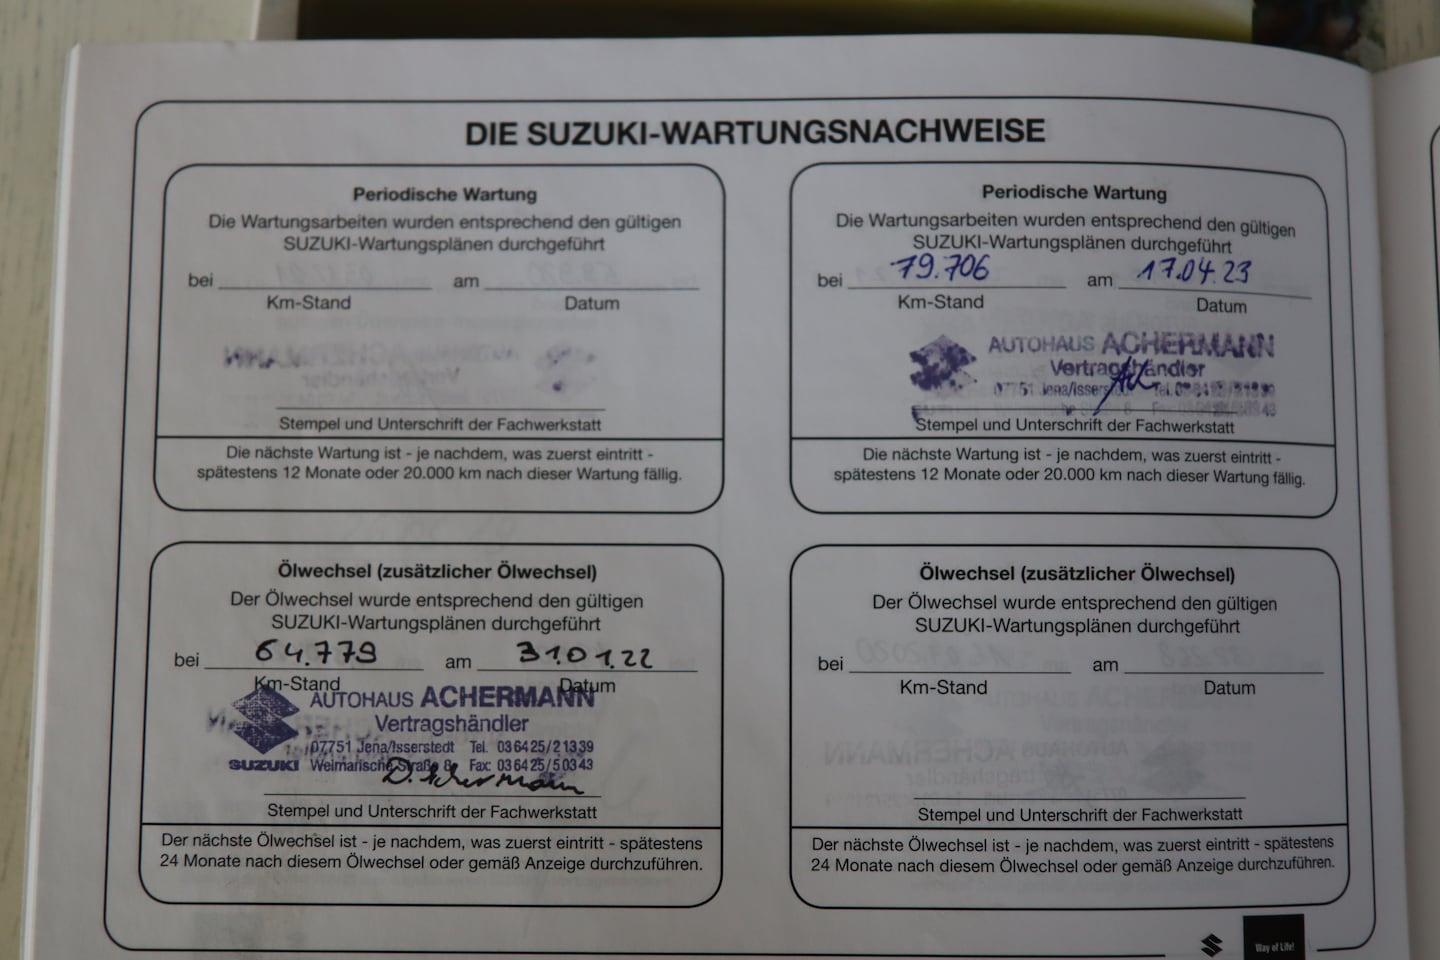 DIE SUZUKI-WARTUNGSNACHWEISE
Periodische Wartung
Die Wartungsarbeiten wurden entsprechend den gültigen
SUZUKI-Wartungsplänen durchgeführt
bei am
Km-Stand Datum
Stempel und Unterschrift der Fachwerkstatt
Die nächste Wartung ist - je nachdem, was zuerst eintritt -
spätestens 12 Monate oder 20.000 km nach dieser Wartung fällig.
Periodische Wartung
Die Wartungsarbeiten wurden entsprechend den gültigen
SUZUKI-Wartungsplänen durchgeführt
bei 79.706 am 17.04.23
Km-Stand Datum
AUTOHAUS ACHERMANN
Vertragshändler
07751 Jena/Isserstedt Tel.
Stempel und Unterschrift der Fachwerkstatt
Die nächste Wartung ist - je nachdem, was zuerst eintritt -
spätestens 12 Monate oder 20.000 km nach dieser Wartung fällig.
Ölwechsel (zusätzlicher Ölwechsel)
Der Ölwechsel wurde entsprechend den gültigen
SUZUKI-Wartungsplänen durchgeführt
bei 64.779 am 31.01.22
Km-Stand Datum
AUTOHAUS ACHERMANN
Vertragshändler
07751 Jena/Isserstedt Tel. 036425/21339
SUZUKI Weimarische Straße 8 Fax: 036425/50343
D. Achermann
Stempel und Unterschrift der Fachwerkstatt
Der nächste Ölwechsel ist - je nachdem, was zuerst eintritt - spätestens
24 Monate nach diesem Ölwechsel oder gemäß Anzeige durchzuführen.
Ölwechsel (zusätzlicher Ölwechsel)
Der Ölwechsel wurde entsprechend den gültigen
SUZUKI-Wartungsplänen durchgeführt
bei am
Km-Stand Datum
Stempel und Unterschrift der Fachwerkstatt
Der nächste Ölwechsel ist - je nachdem, was zuerst eintritt - spätestens
24 Monate nach diesem Ölwechsel oder gemäß Anzeige durchzuführen.
Way of Life!